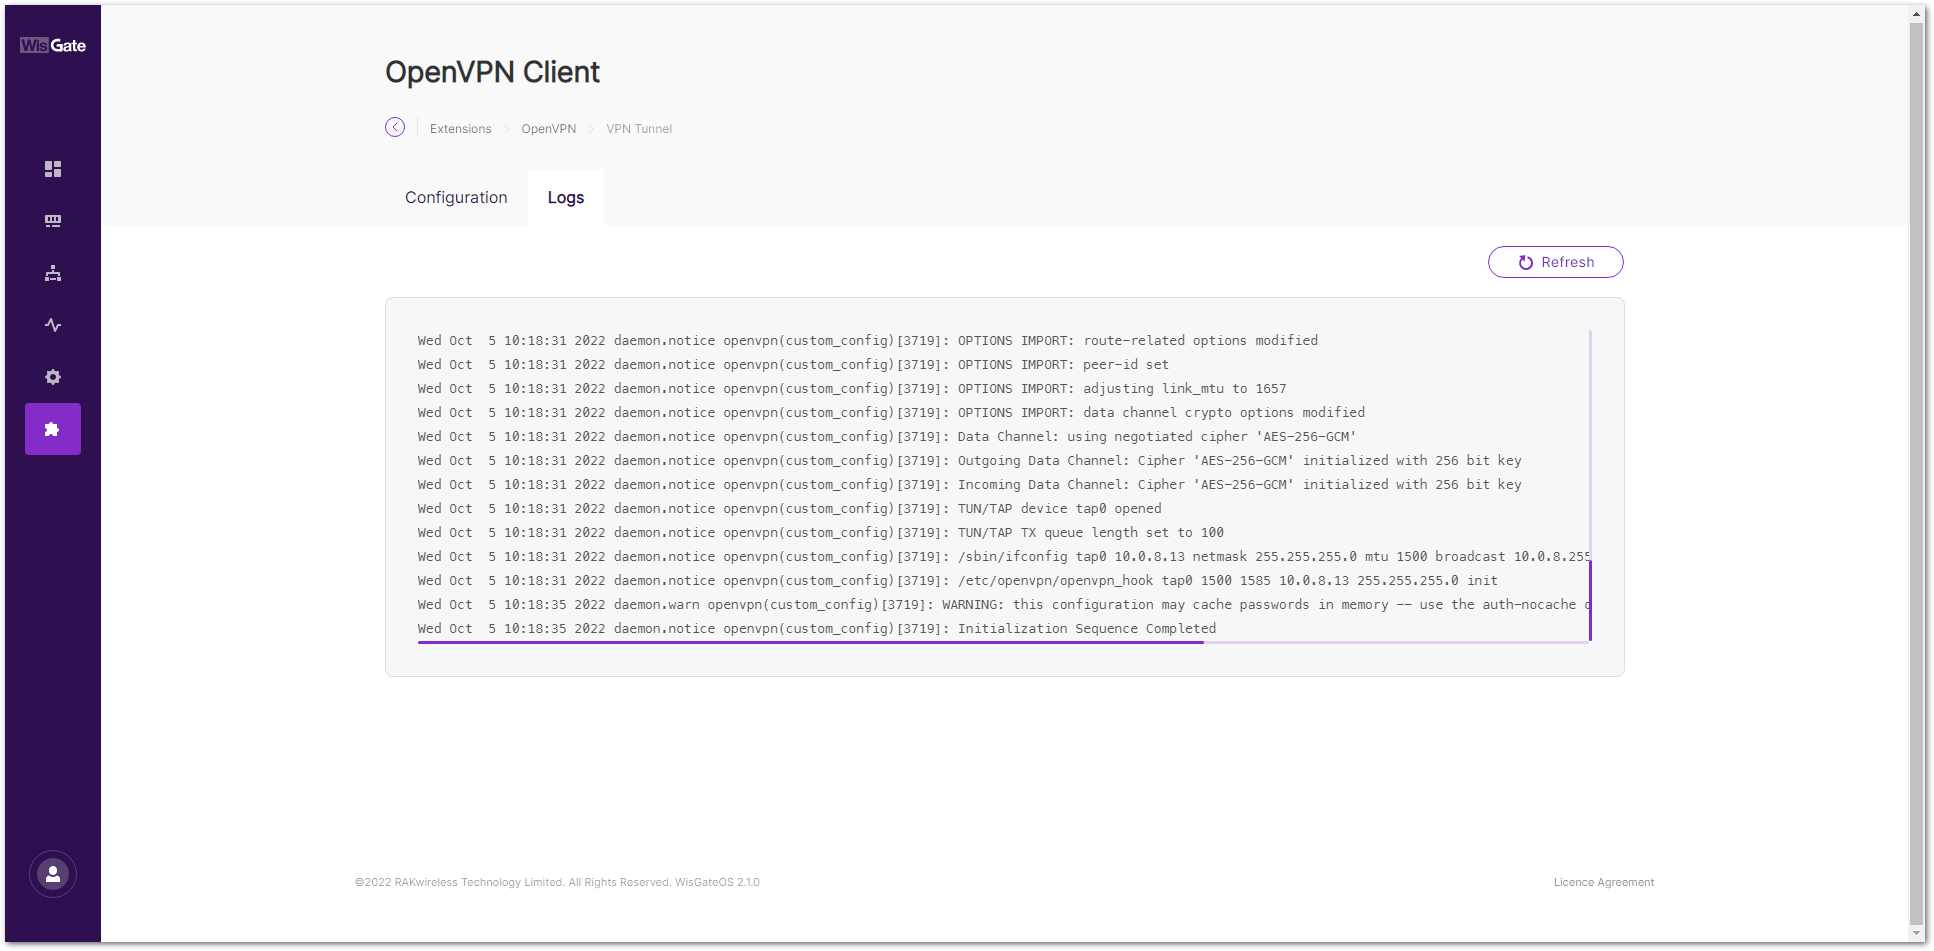 WisGate
OpenVPN Client
Extensions OpenVPN VPN Tunnel
Configuration Logs
Refresh
Wed Oct  5 10:18:31 2022 daemon.notice openvpn(custom_config)[3719]: OPTIONS IMPORT: route-related options modified
Wed Oct  5 10:18:31 2022 daemon.notice openvpn(custom_config)[3719]: OPTIONS IMPORT: peer-id set
Wed Oct  5 10:18:31 2022 daemon.notice openvpn(custom_config)[3719]: OPTIONS IMPORT: adjusting link_mtu to 1657
Wed Oct  5 10:18:31 2022 daemon.notice openvpn(custom_config)[3719]: OPTIONS IMPORT: data channel crypto options modified
Wed Oct  5 10:18:31 2022 daemon.notice openvpn(custom_config)[3719]: Data Channel: using negotiated cipher 'AES-256-GCM'
Wed Oct  5 10:18:31 2022 daemon.notice openvpn(custom_config)[3719]: Outgoing Data Channel: Cipher 'AES-256-GCM' initialized with 256 bit key
Wed Oct  5 10:18:31 2022 daemon.notice openvpn(custom_config)[3719]: Incoming Data Channel: Cipher 'AES-256-GCM' initialized with 256 bit key
Wed Oct  5 10:18:31 2022 daemon.notice openvpn(custom_config)[3719]: TUN/TAP device tap0 opened
Wed Oct  5 10:18:31 2022 daemon.notice openvpn(custom_config)[3719]: TUN/TAP TX queue length set to 100
Wed Oct  5 10:18:31 2022 daemon.notice openvpn(custom_config)[3719]: /sbin/ifconfig tap0 10.0.8.13 netmask 255.255.255.0 mtu 1500 broadcast 10.0.8.255
Wed Oct  5 10:18:31 2022 daemon.notice openvpn(custom_config)[3719]: /etc/openvpn/openvpn_hook tap0 1500 1585 10.0.8.13 255.255.255.0 init
Wed Oct  5 10:18:35 2022 daemon.warn openvpn(custom_config)[3719]: WARNING: this configuration may cache passwords in memory -- use the auth-nocache
Wed Oct  5 10:18:35 2022 daemon.notice openvpn(custom_config)[3719]: Initialization Sequence Completed
©2022 RAKwireless Technology Limited. All Rights Reserved. WisGateOS 2.1.0
Licence Agreement